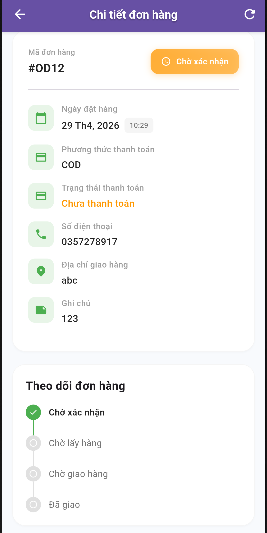 Chi tiết đơn hàng
Mã đơn hàng
#OD12
Chờ xác nhận
Ngày đặt hàng
29 Th4, 2026 10:29
Phương thức thanh toán
COD
Trạng thái thanh toán
Chưa thanh toán
Số điện thoại
0357278917
Địa chỉ giao hàng
abc
Ghi chú
123
Theo dõi đơn hàng
Chờ xác nhận
Chờ lấy hàng
Chờ giao hàng
Đã giao